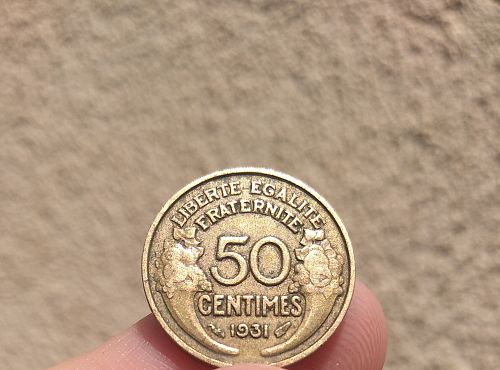 LIBERTE · EGALITE
FRATERNITE
50
CENTIMES
1931